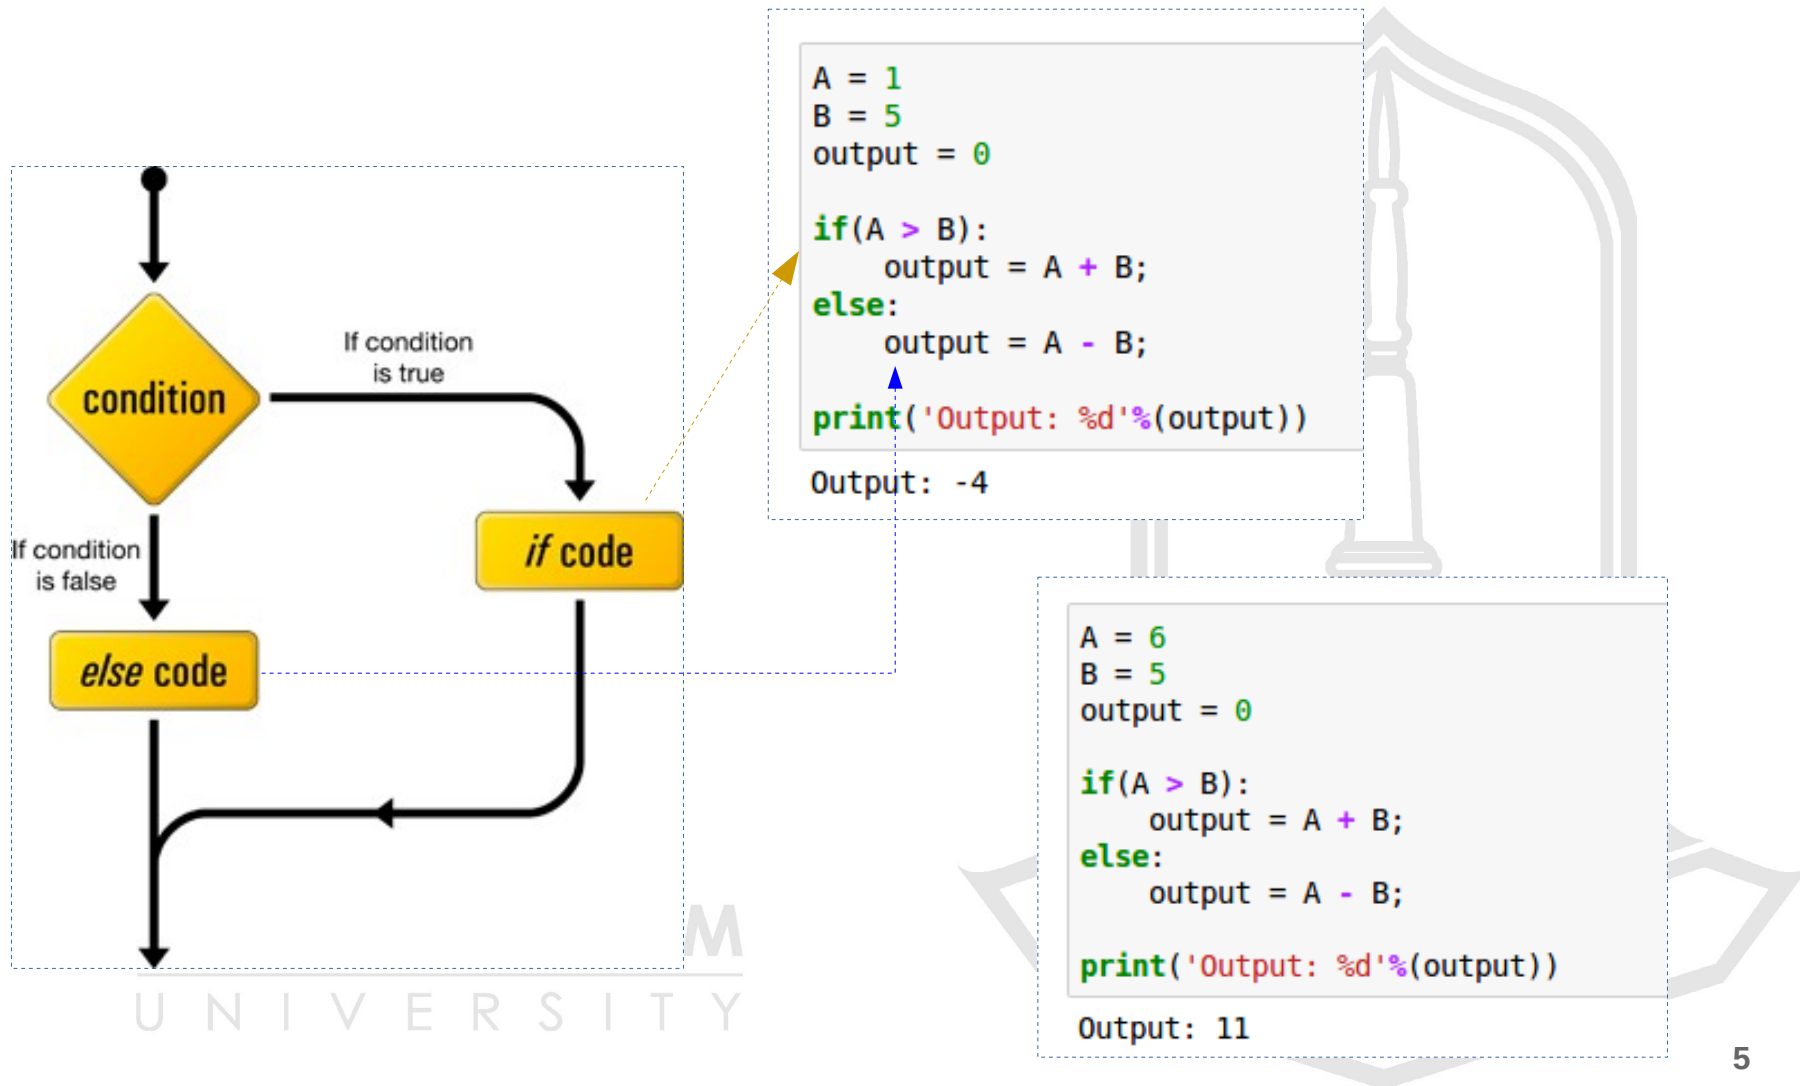 If condition
is true
condition
if code
If condition
is false
else code
A = 1
B = 5
output = 0
if(A > B):
    output = A + B;
else:
    output = A - B;
print('Output: %d'%(output))
Output: -4
A = 6
B = 5
output = 0
if(A > B):
    output = A + B;
else:
    output = A - B;
print('Output: %d'%(output))
Output: 11
M
UNIVERSITY
5